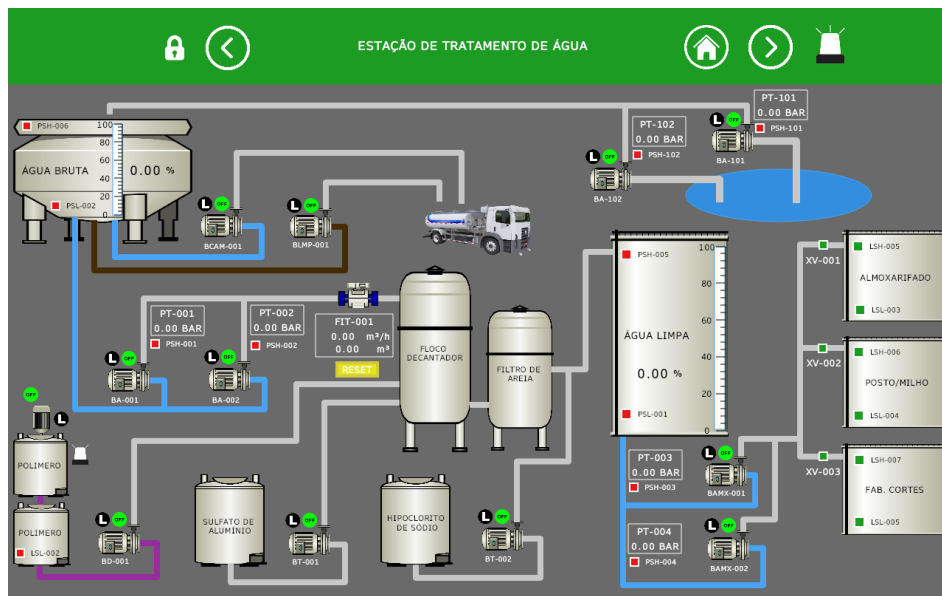 ESTAÇÃO DE TRATAMENTO DE ÁGUA
PT-101
0.00 BAR
PSH-101
L
OFF
BA-101
PT-102
0.00 BAR
PSH-102
L
OFF
BA-102
PSH-006
100
80
60
40
20
0
ÁGUA BRUTA
0.00 %
PSL-002
L
OFF
BCAM-001
L
OFF
BLMP-001
PT-001
0.00 BAR
PSH-001
L
OFF
BA-001
PT-002
0.00 BAR
PSH-002
L
OFF
BA-002
FIT-001
0.00 m³/h
0.00 m³
RESET
FLOCO
DECANTADOR
FILTRO DE
AREIA
PSH-005
100
80
60
40
20
0
ÁGUA LIMPA
0.00 %
PSL-001
XV-001
LSH-005
ALMOXARIFADO
LSL-003
XV-002
LSH-006
POSTO/MILHO
LSL-004
XV-003
LSH-007
FAB. CORTES
LSL-005
OFF
L
POLIMERO
POLIMERO
LSL-002
L
OFF
BD-001
SULFATO DE
ALUMINIO
L
OFF
BT-001
HIPOCLORITO
DE SÓDIO
L
OFF
BT-002
PT-003
0.00 BAR
PSH-003
L
OFF
BAMX-001
PT-004
0.00 BAR
PSH-004
L
OFF
BAMX-002